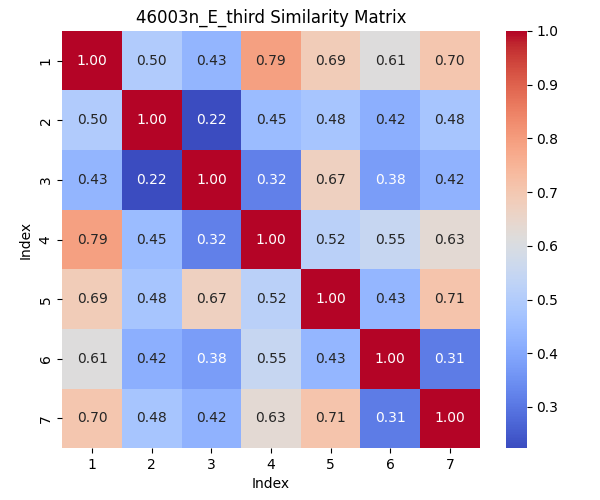 46003n_E_third Similarity Matrix
1 1.00 0.50 0.43 0.79 0.69 0.61 0.70
2 0.50 1.00 0.22 0.45 0.48 0.42 0.48
3 0.43 0.22 1.00 0.32 0.67 0.38 0.42
4 0.79 0.45 0.32 1.00 0.52 0.55 0.63
5 0.69 0.48 0.67 0.52 1.00 0.43 0.71
6 0.61 0.42 0.38 0.55 0.43 1.00 0.31
7 0.70 0.48 0.42 0.63 0.71 0.31 1.00
1 2 3 4 5 6 7
Index
Index
1.0
0.9
0.8
0.7
0.6
0.5
0.4
0.3